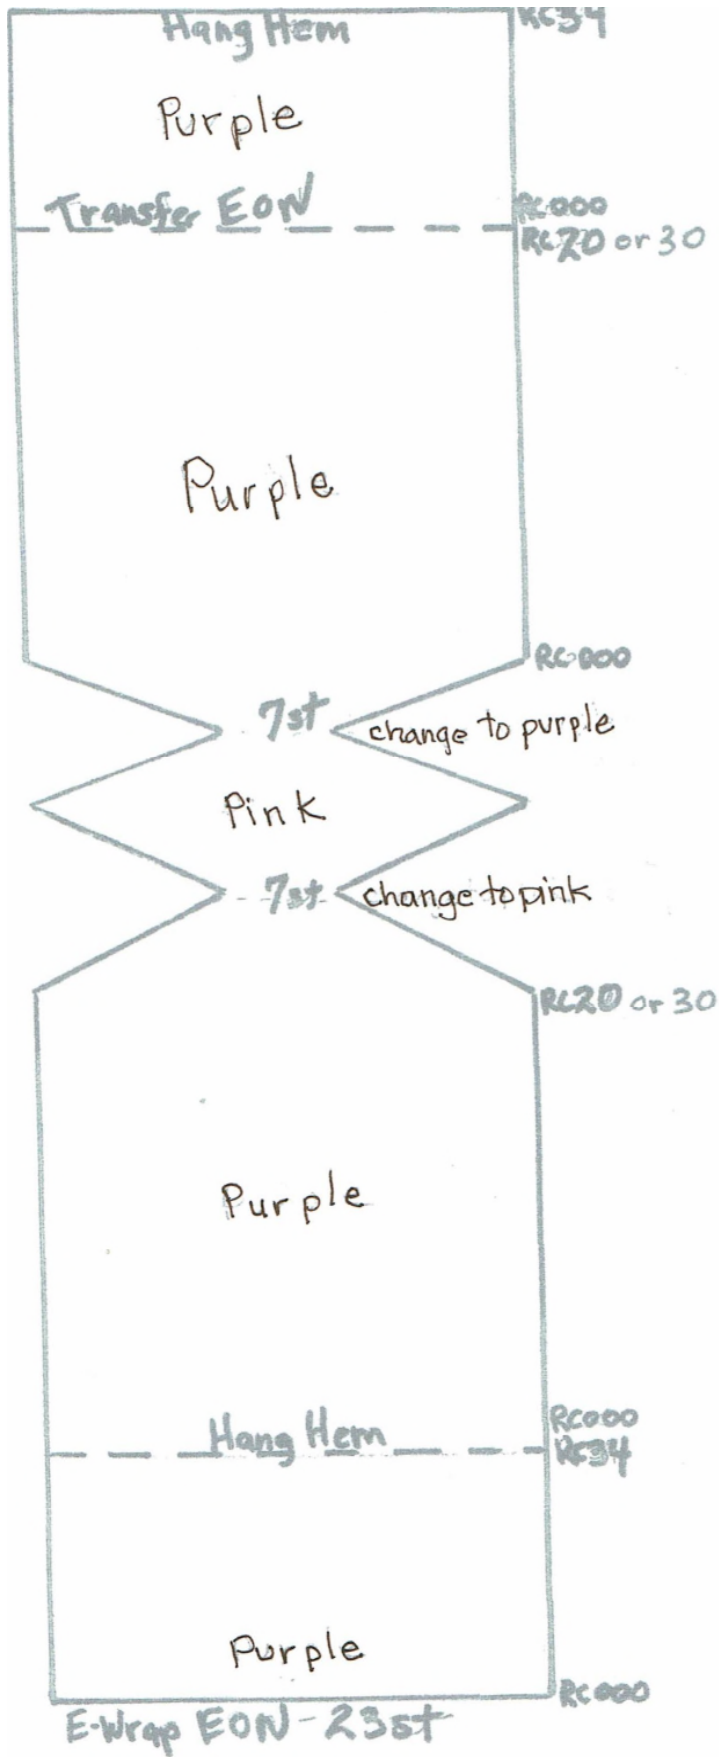 Hang Hem RC34
Purple
Transfer EON RC000
RC20 or 30
Purple
RC000
7st change to purple
Pink
7st change to pink
RC20 or 30
Purple
RC000
Hang Hem RC34
Purple
RC000
E-Wrap EON-23st